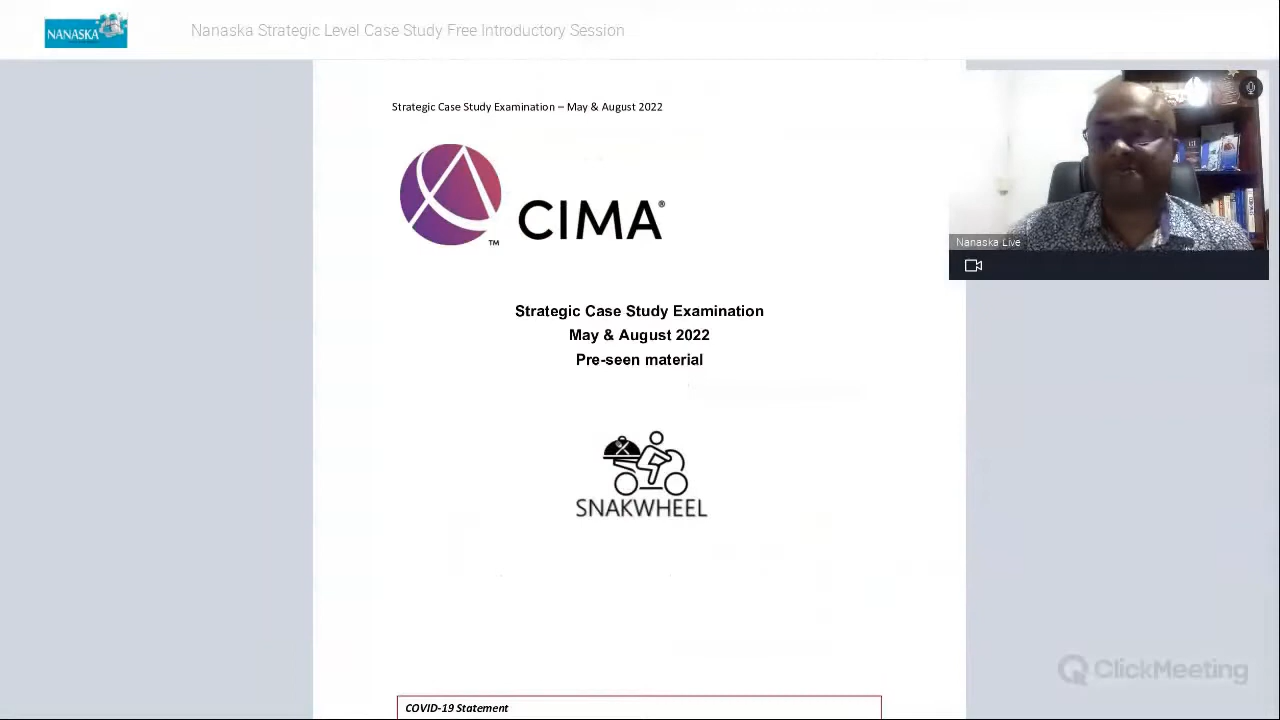 NANASKA
Nanaska Strategic Level Case Study Free Introductory Session
Strategic Case Study Examination – May & August 2022
CIMA®
TM
Nanaska Live
Strategic Case Study Examination
May & August 2022
Pre-seen material
SNAKWHEEL
ClickMeeting
COVID-19 Statement